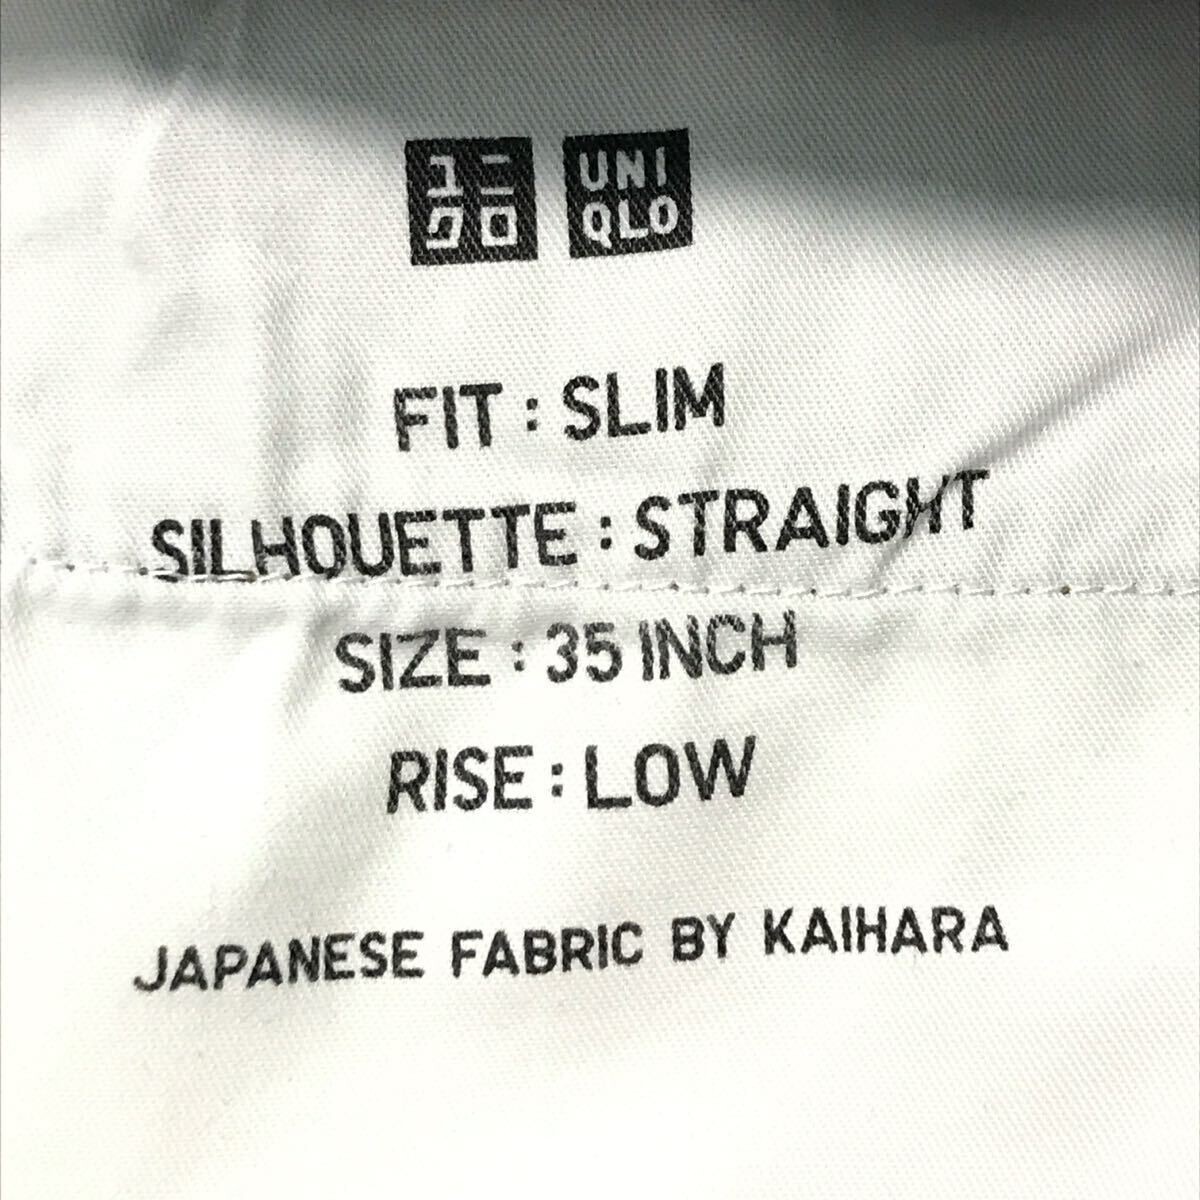 ユニ
クロ
UNI
QLO
FIT : SLIM
SILHOUETTE : STRAIGHT
SIZE : 35 INCH
RISE : LOW
JAPANESE FABRIC BY KAIHARA